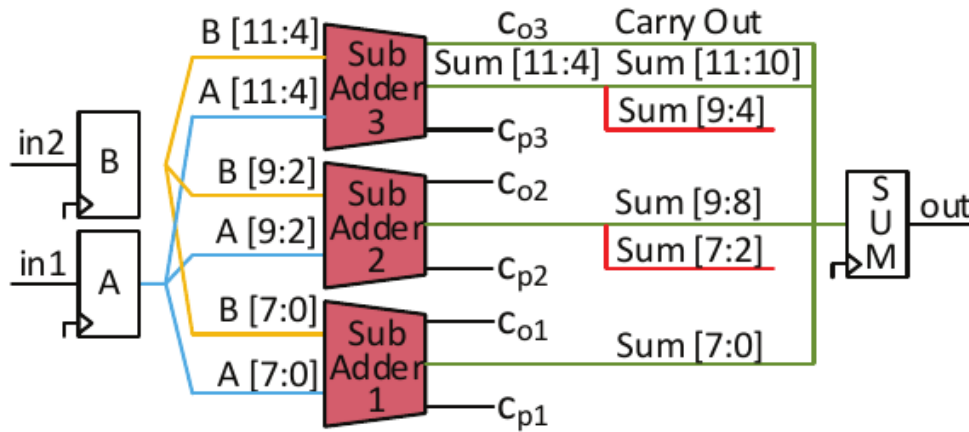 B [11:4]
A [11:4]
Sub
Adder
3
Co3
Carry Out
Sum [11:4]
Sum [11:10]
Sum [9:4]
Cp3
in2
B
B [9:2]
A [9:2]
Sub
Adder
2
Co2
Sum [9:8]
Sum [7:2]
Cp2
S
U
M
out
in1
A
B [7:0]
A [7:0]
Sub
Adder
1
Co1
Sum [7:0]
Cp1